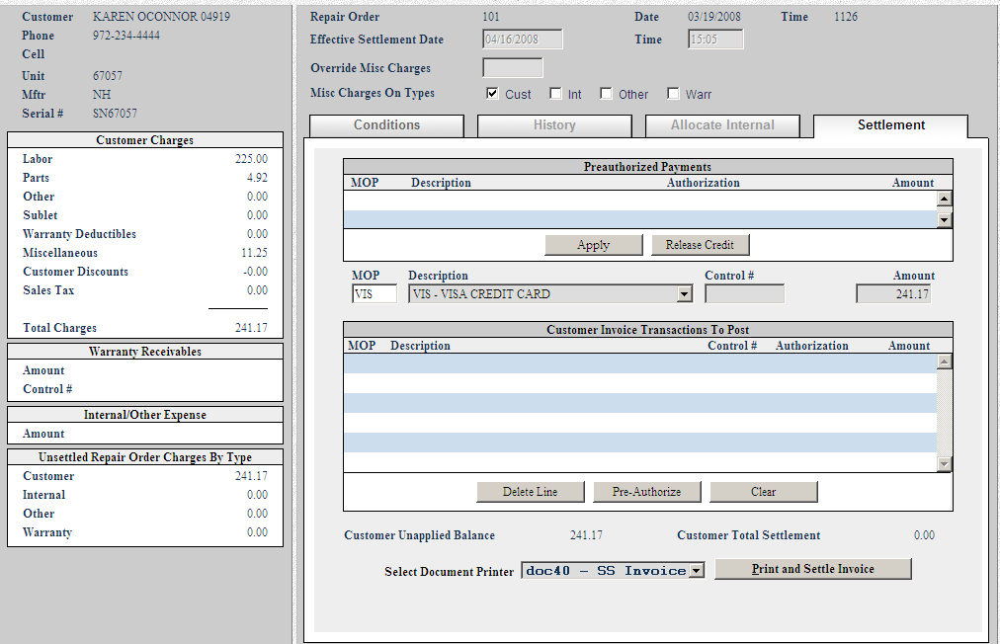 Customer KAREN OCONNOR 04919
Phone 972-234-4444
Cell
Unit 67057
Mftr NH
Serial # SN67057
Customer Charges
Labor 225.00
Parts 4.92
Other 0.00
Sublet 0.00
Warranty Deductibles 0.00
Miscellaneous 11.25
Customer Discounts -0.00
Sales Tax 0.00
Total Charges 241.17
Warranty Receivables
Amount
Control #
Internal/Other Expense
Amount
Unsettled Repair Order Charges By Type
Customer 241.17
Internal 0.00
Other 0.00
Warranty 0.00
Repair Order 101 Date 03/19/2008 Time 1126
Effective Settlement Date 04/16/2008 Time 15:05
Override Misc Charges
Misc Charges On Types Cust Int Other Warr
Conditions History Allocate Internal Settlement
Preauthorized Payments
MOP Description Authorization Amount
Apply Release Credit
MOP Description Control # Amount
VIS VIS - VISA CREDIT CARD 241.17
Customer Invoice Transactions To Post
MOP Description Control # Authorization Amount
Delete Line Pre-Authorize Clear
Customer Unapplied Balance 241.17 Customer Total Settlement 0.00
Select Document Printer doc40 - SS Invoice Print and Settle Invoice